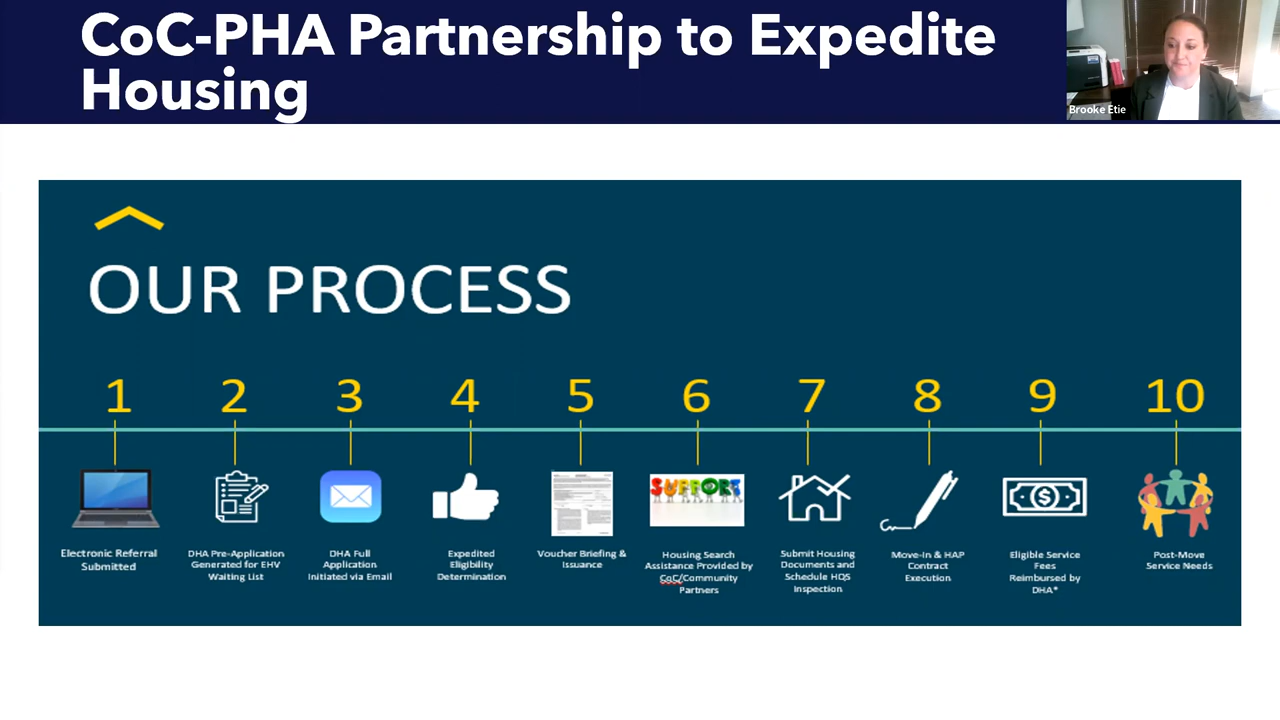 CoC-PHA Partnership to Expedite
Housing
Brooke Etie
OUR PROCESS
1 2 3 4 5 6 7 8 9 10
SUPPORT
Electronic Referral
Submitted
DHA Pre-Application
Generated for EHV
Waiting List
DHA Full
Application
Initiated via Email
Expedited
Eligibility
Determination
Voucher Briefing &
Issuance
Housing Search
Assistance Provided by
CoC/Community
Partners
Submit Housing
Documents and
Schedule HQS
Inspection
Move-In & HAP
Contract
Execution
Eligible Service
Fees
Reimbursed by
DHA*
Post-Move
Service Needs